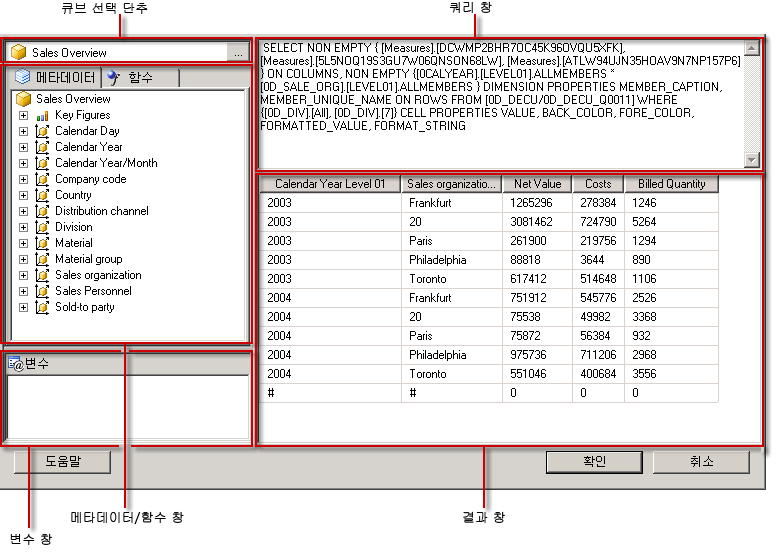 큐브 선택 단추
쿼리 창
Sales Overview
...
메타데이터
함수
Sales Overview
Key Figures
Calendar Day
Calendar Year
Calendar Year/Month
Company code
Country
Distribution channel
Division
Material
Material group
Sales organization
Sales Personnel
Sold-to party
변수
SELECT NON EMPTY { [Measures].[DCWMP2BHR7OC45K96OVQU5XFK],
[Measures].[5L5NOQ19S3GU7W06QNSON68LW], [Measures].[ATLW94UJN35HOAV9N7NP157P6]
} ON COLUMNS, NON EMPTY {[0CALYEAR].[LEVEL01].ALLMEMBERS *
[0D_SALE_ORG].[LEVEL01].ALLMEMBERS } DIMENSION PROPERTIES MEMBER_CAPTION,
MEMBER_UNIQUE_NAME ON ROWS FROM [0D_DECU/0D_DECU_Q0011] WHERE
{[0D_DIV].[All], [0D_DIV].[7]} CELL PROPERTIES VALUE, BACK_COLOR, FORE_COLOR,
FORMATTED_VALUE, FORMAT_STRING
Calendar Year Level 01 Sales organizatio... Net Value Costs Billed Quantity
2003 Frankfurt 1265296 278384 1246
2003 20 3081462 724790 5264
2003 Paris 261900 219756 1294
2003 Philadelphia 88818 3644 890
2003 Toronto 617412 514648 1106
2004 Frankfurt 751912 545776 2526
2004 20 75538 49982 3368
2004 Paris 75872 56384 932
2004 Philadelphia 975736 711206 2968
2004 Toronto 551046 400684 3556
# # 0 0 0
도움말
확인
취소
메타데이터/함수 창
결과 창
변수 창